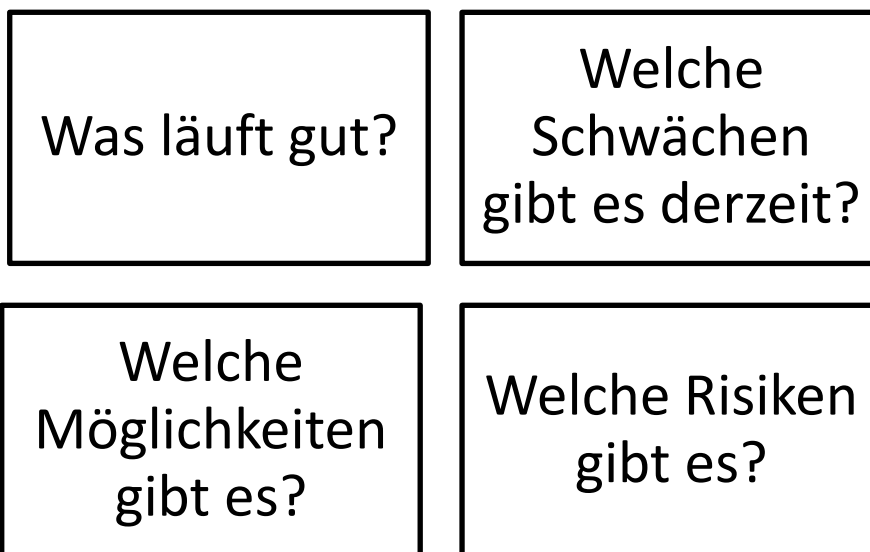 Was läuft gut?
Welche
Schwächen
gibt es derzeit?
Welche
Möglichkeiten
gibt es?
Welche Risiken
gibt es?